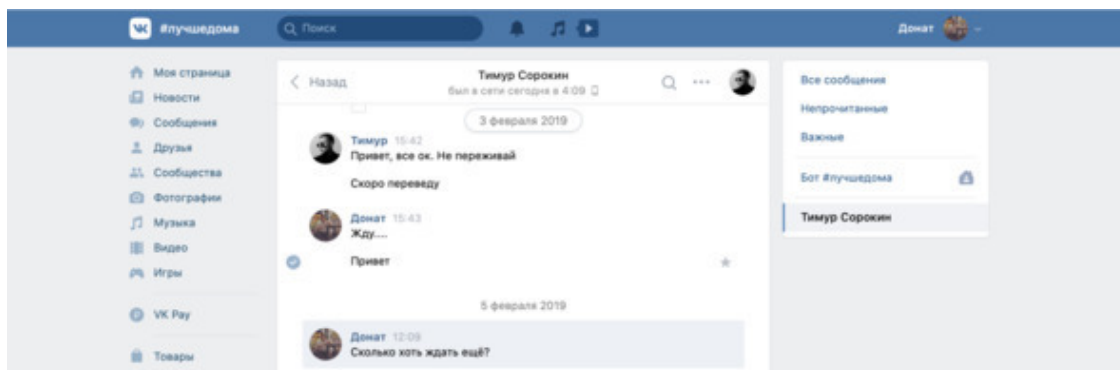 #лучшедома
Поиск
Донат
Моя страница
Новости
Сообщения
Друзья
Сообщества
Фотографии
Музыка
Видео
Игры
VK Pay
Товары
Назад
Тимур Сорокин
был в сети сегодня в 4:09
3 февраля 2019
Тимур 15:42
Привет, все ок. Не переживай
Скоро переведу
Донат 15:43
Жду....
Привет
5 февраля 2019
Донат 12:09
Сколько хоть ждать ещё?
Все сообщения
Непрочитанные
Важные
Бот #лучшедома
Тимур Сорокин